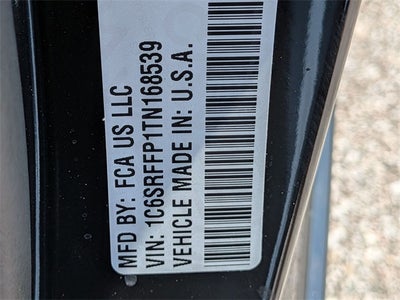 MFD BY: FCA US LLC
VIN: 1C6SRFFP1TN168539
VEHICLE MADE IN: U.S.A.